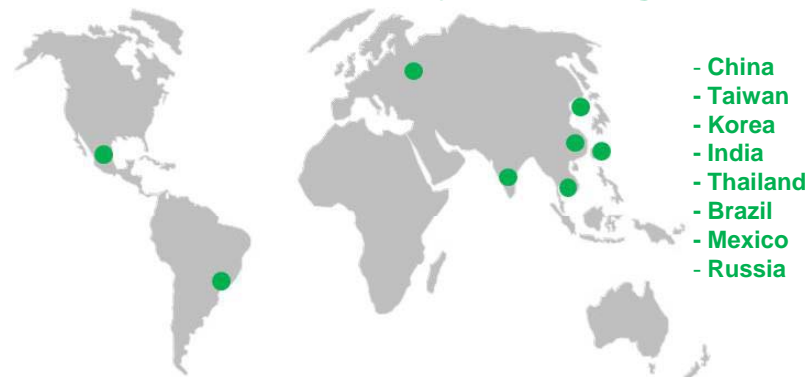 - China
- Taiwan
- Korea
- India
- Thailand
- Brazil
- Mexico
- Russia